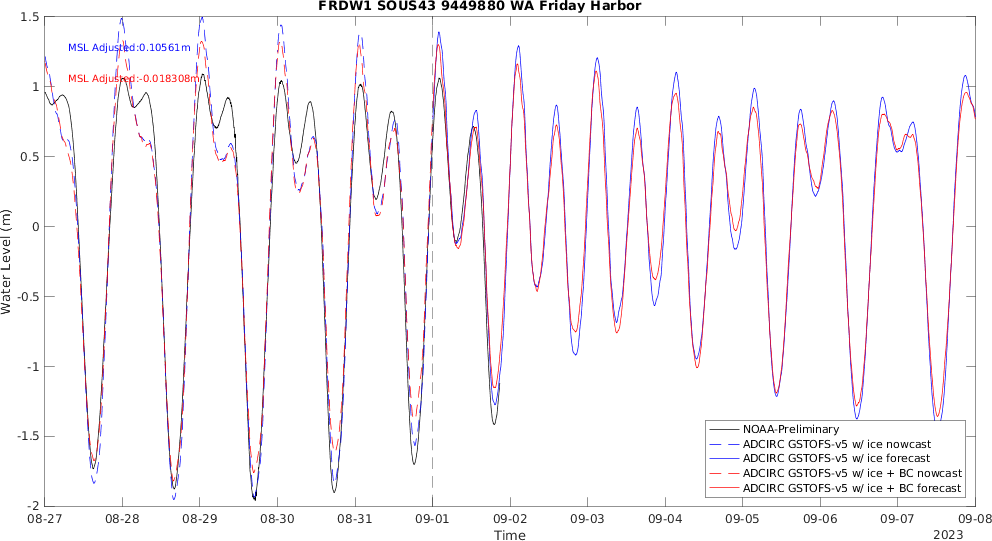 FRDW1 SOUS43 9449880 WA Friday Harbor
1.5
MSL Adjusted:0.10561m
MSL Adjusted:-0.018308m
1
0.5
0
-0.5
-1
-1.5
-2
Water Level (m)
NOAA-Preliminary
ADCIRC GSTOFS-v5 w/ ice nowcast
ADCIRC GSTOFS-v5 w/ ice forecast
ADCIRC GSTOFS-v5 w/ ice + BC nowcast
ADCIRC GSTOFS-v5 w/ ice + BC forecast
08-27 08-28 08-29 08-30 08-31 09-01 09-02 09-03 09-04 09-05 09-06 09-07 09-08
Time
2023